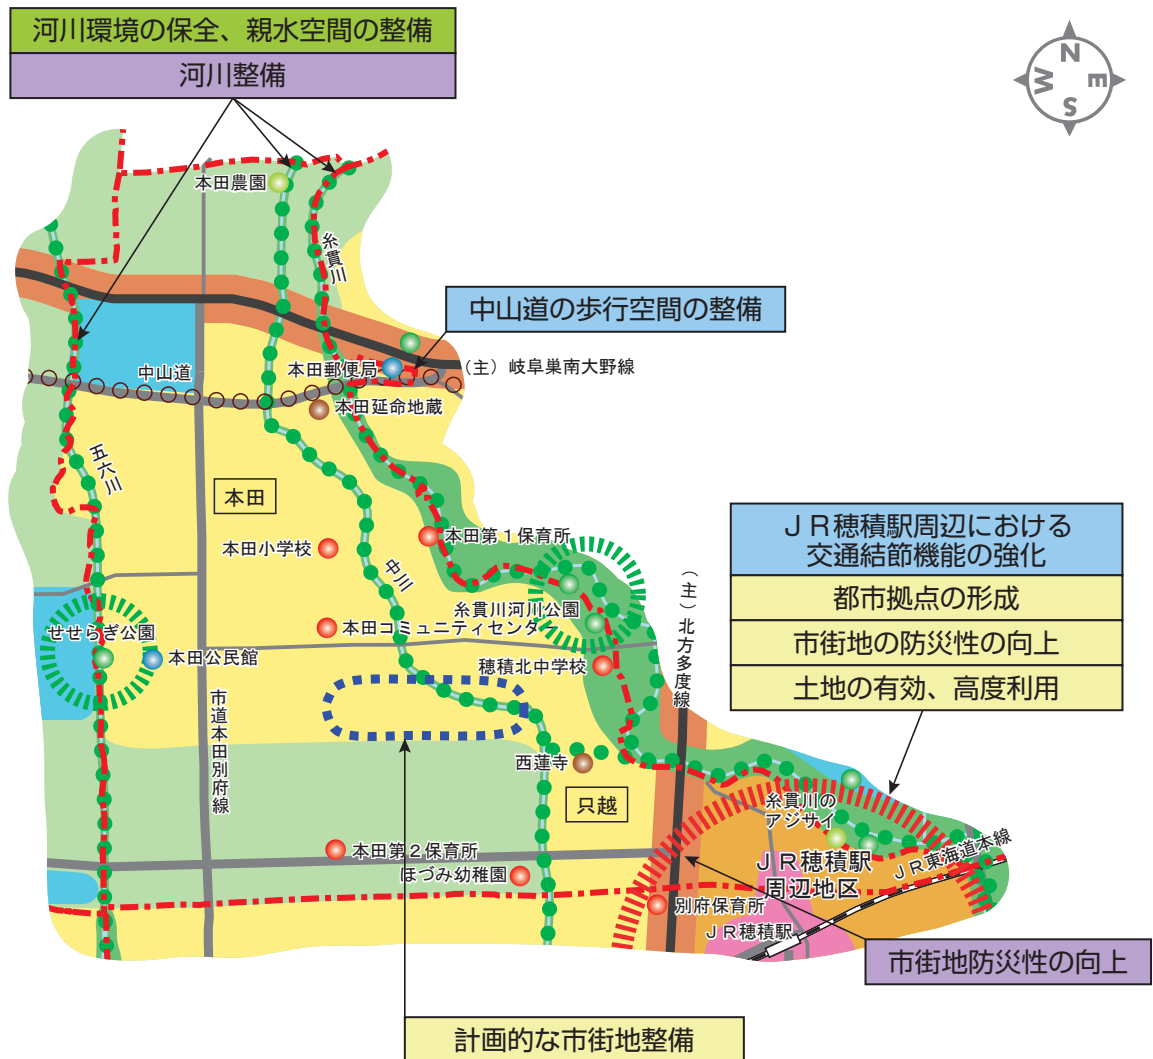 河川環境の保全、親水空間の整備
河川整備
N
W
E
S
本田農園
糸貫川
中山道の歩行空間の整備
本田郵便局
(主)岐阜巣南大野線
中山道
本田延命地蔵
五六川
本田
本田第1保育所
本田小学校
中川
糸貫川河川公園
本田コミュニティセンター
せせらぎ公園
本田公民館
穂積北中学校
(主)北方多度線
市道本田別府線
JR穂積駅周辺における
交通結節機能の強化
都市拠点の形成
市街地の防災性の向上
土地の有効、高度利用
西蓮寺
只越
糸貫川の
アジサイ
本田第2保育所
ほづみ幼稚園
JR穂積駅
周辺地区
JR東海道本線
別府保育所
JR穂積駅
市街地防災性の向上
計画的な市街地整備